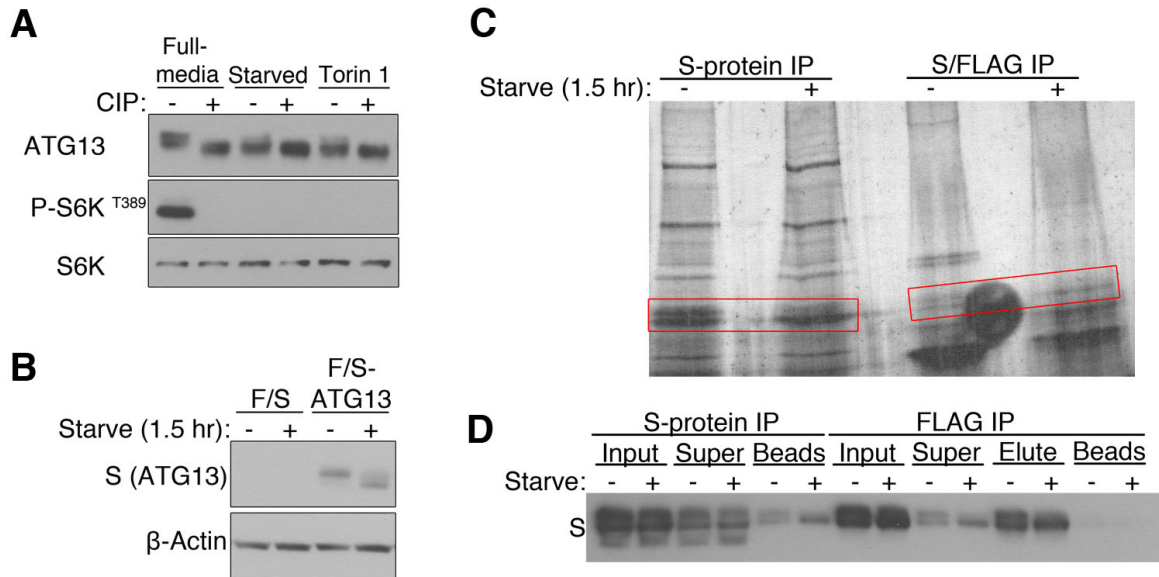 A
Full-
media Starved Torin 1
CIP: - + - + - +
ATG13
P-S6K T389
S6K
B
F/S F/S-
ATG13
Starve (1.5 hr): - + - +
S (ATG13)
β-Actin
C
S-protein IP S/FLAG IP
Starve (1.5 hr): - + - +
D
S-protein IP FLAG IP
Input Super Beads Input Super Elute Beads
Starve: - + - + - + - + - + - + - +
S